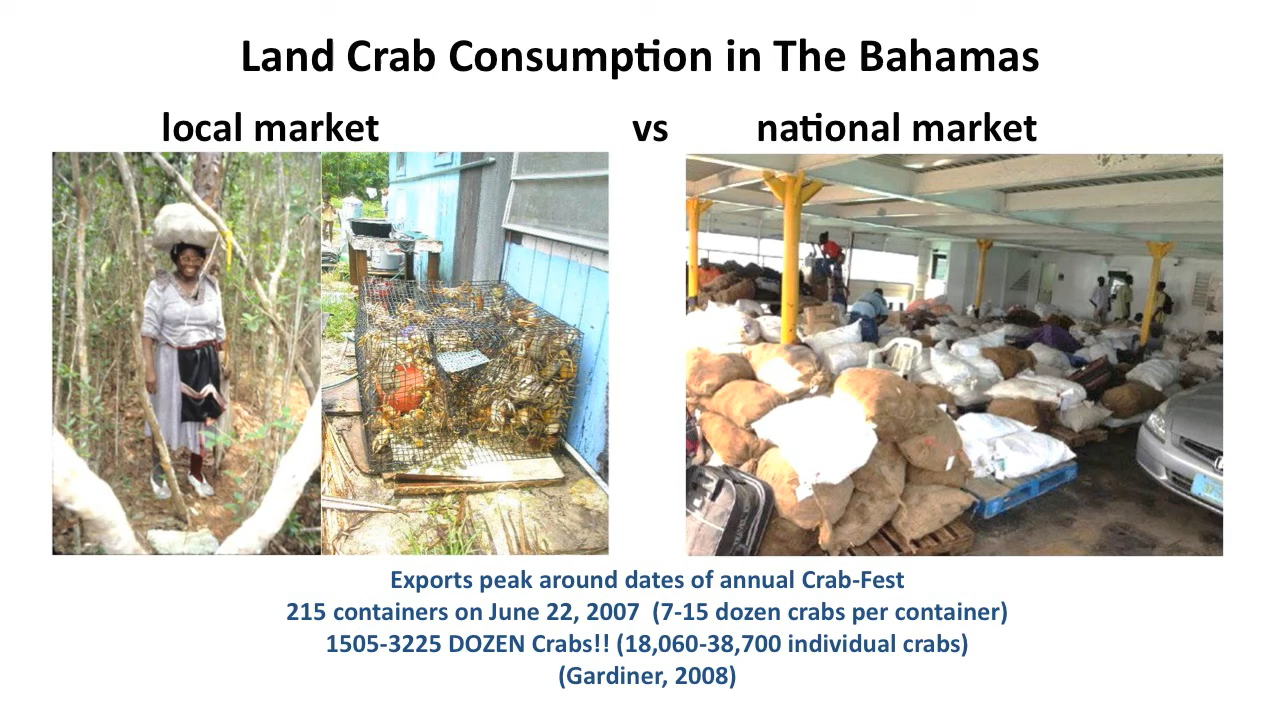 Land Crab Consumption in The Bahamas
local market vs national market
Exports peak around dates of annual Crab-Fest
215 containers on June 22, 2007 (7-15 dozen crabs per container)
1505-3225 DOZEN Crabs!! (18,060-38,700 individual crabs)
(Gardiner, 2008)